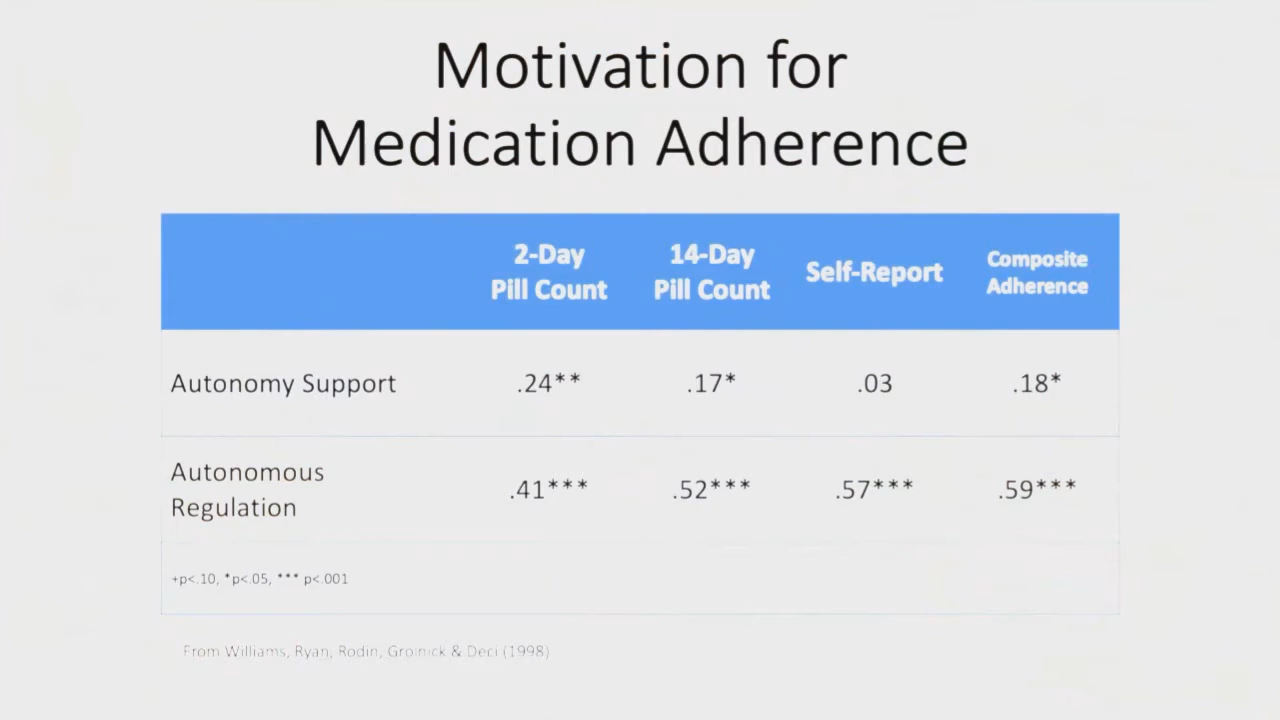 Motivation for
Medication Adherence
2-Day
Pill Count
14-Day
Pill Count
Self-Report
Composite
Adherence
Autonomy Support
.24**
.17*
.03
.18*
Autonomous
Regulation
.41***
.52***
.57***
.59***
+p<.10, *p<.05, *** p<.001
From Williams, Ryan, Rodin, Grolnick & Deci (1998)